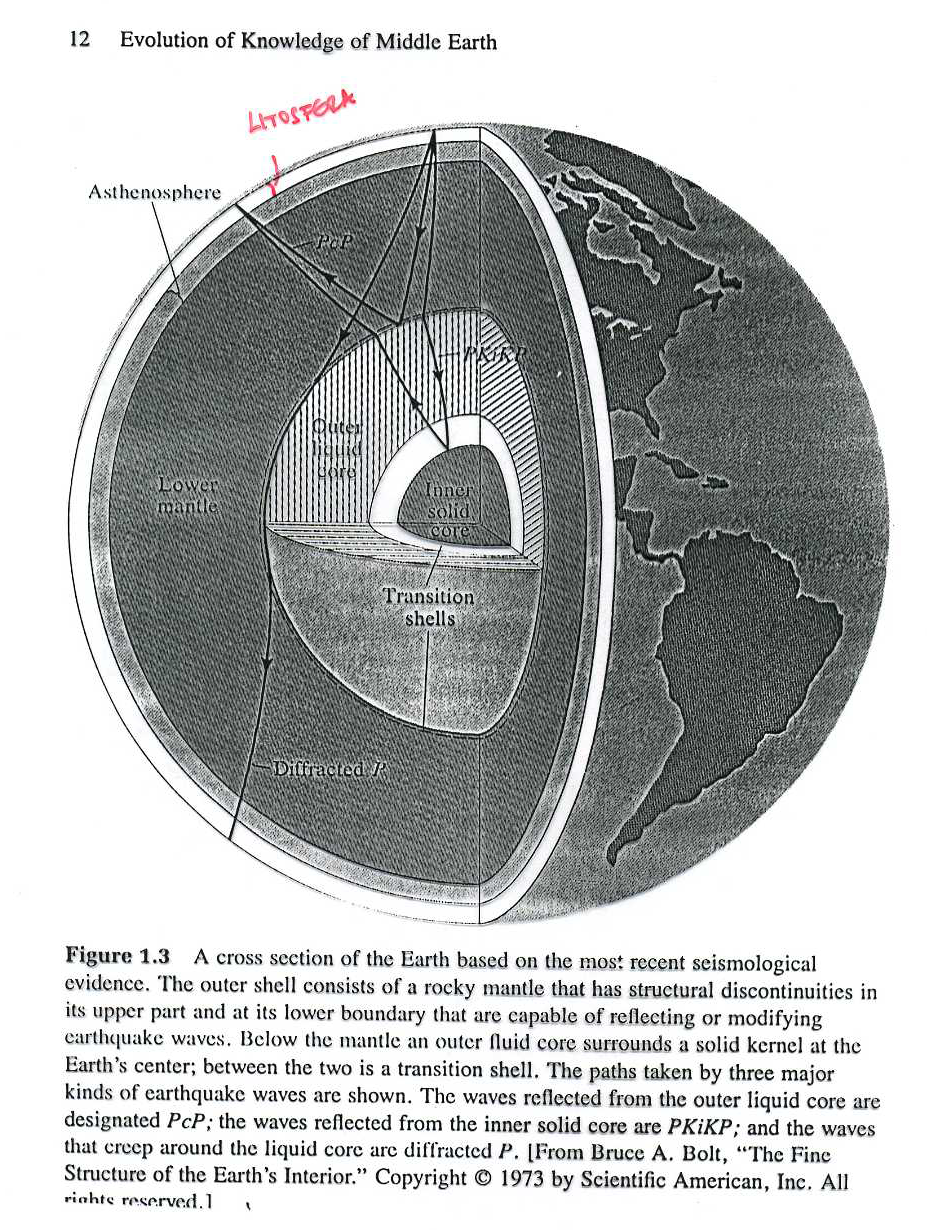 12 Evolution of Knowledge of Middle Earth
LITOSFERA
Asthenosphere
PcP
PKiKP
Outer
liquid
core
Lower
mantle
Inner
solid
core
Transition
shells
Diffracted P
Figure 1.3 A cross section of the Earth based on the most recent seismological
evidence. The outer shell consists of a rocky mantle that has structural discontinuities in
its upper part and at its lower boundary that are capable of reflecting or modifying
earthquake waves. Below the mantle an outer fluid core surrounds a solid kernel at the
Earth's center; between the two is a transition shell. The paths taken by three major
kinds of earthquake waves are shown. The waves reflected from the outer liquid core are
designated PcP; the waves reflected from the inner solid core are PKiKP; and the waves
that creep around the liquid core are diffracted P. [From Bruce A. Bolt, "The Fine
Structure of the Earth's Interior." Copyright © 1973 by Scientific American, Inc. All
rights reserved.]